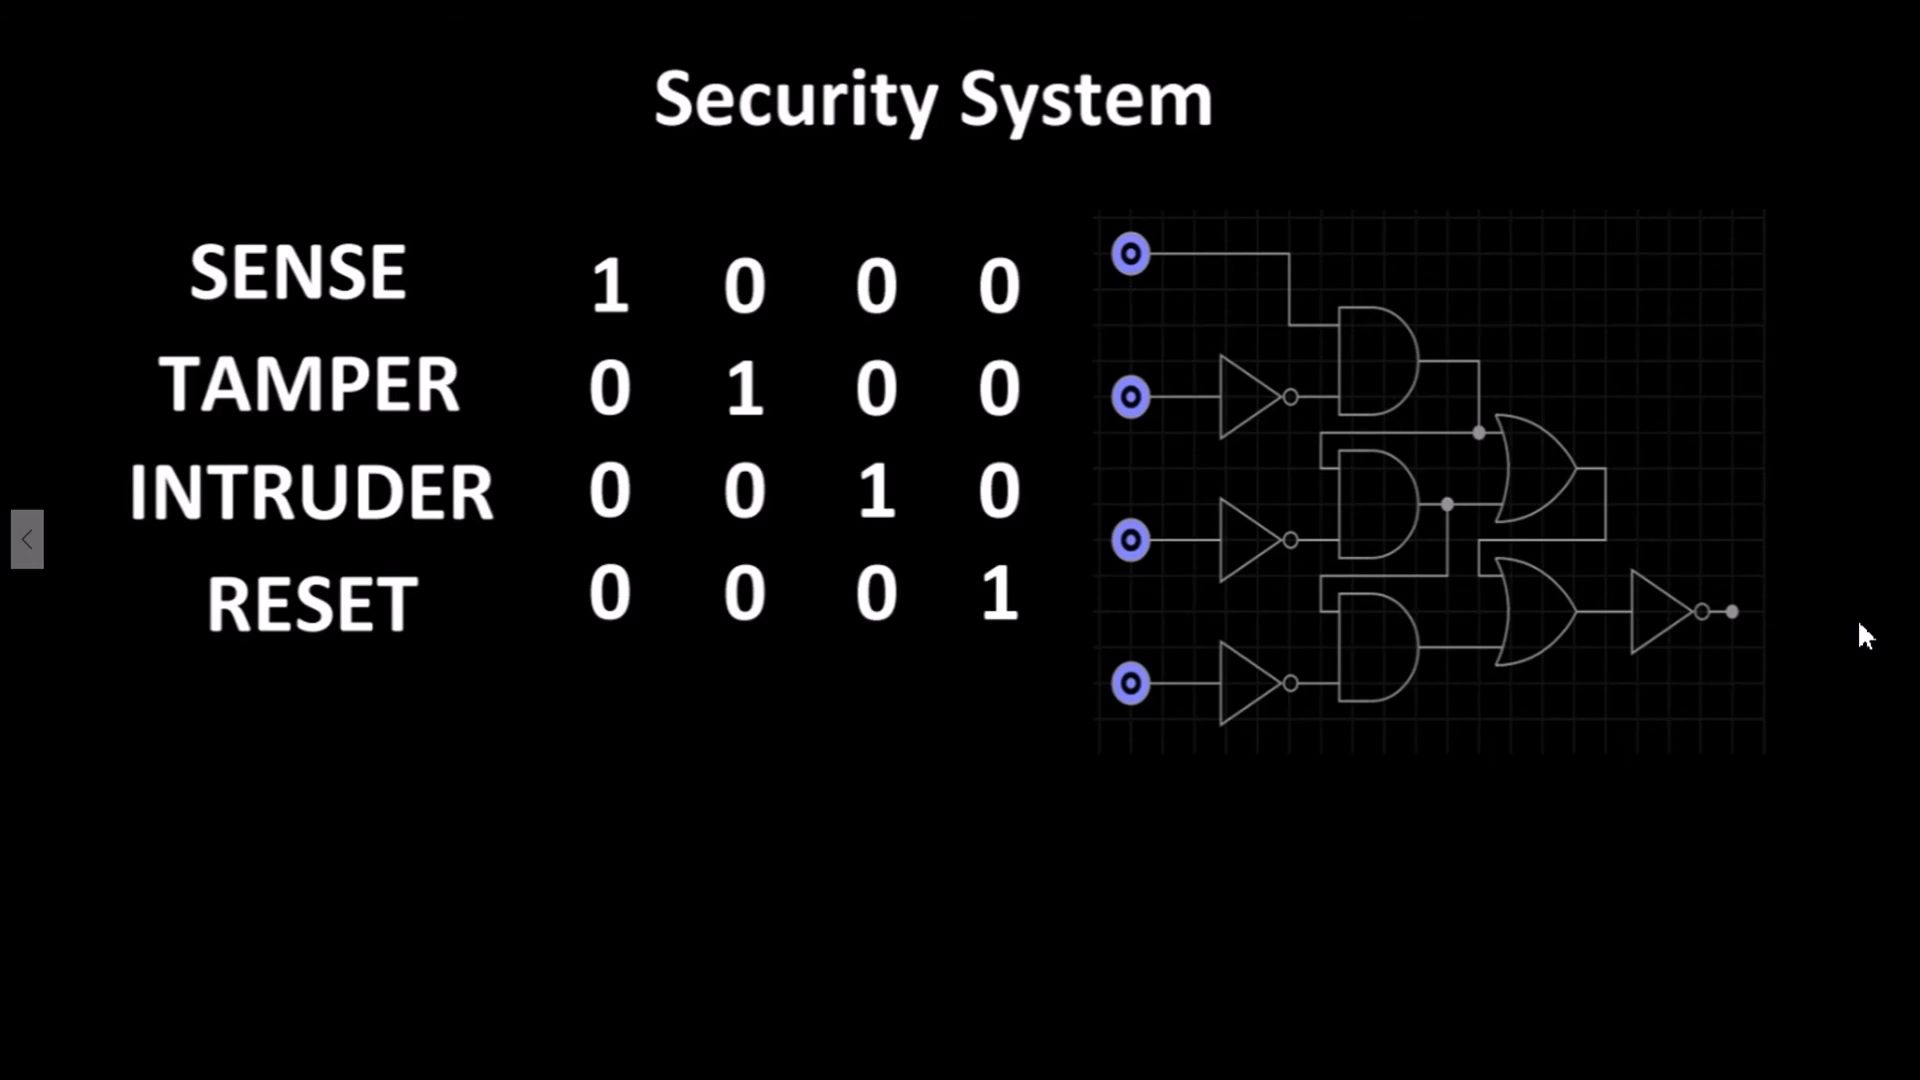 Security System
SENSE 1 0 0 0
TAMPER 0 1 0 0
INTRUDER 0 0 1 0
RESET 0 0 0 1